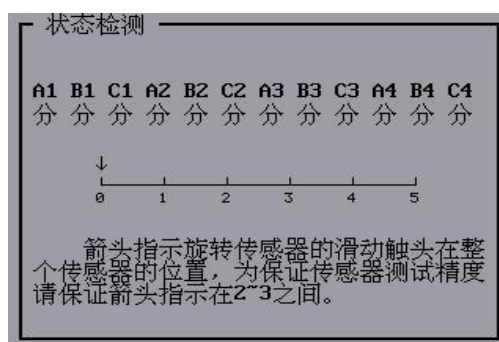 状态检测
A1 B1 C1 A2 B2 C2 A3 B3 C3 A4 B4 C4
分 分 分 分 分 分 分 分 分 分 分 分
↓
0 1 2 3 4 5
箭头指示旋转传感器的滑动触头在整
个传感器的位置，为保证传感器测试精度
请保证箭头指示在2~3之间。